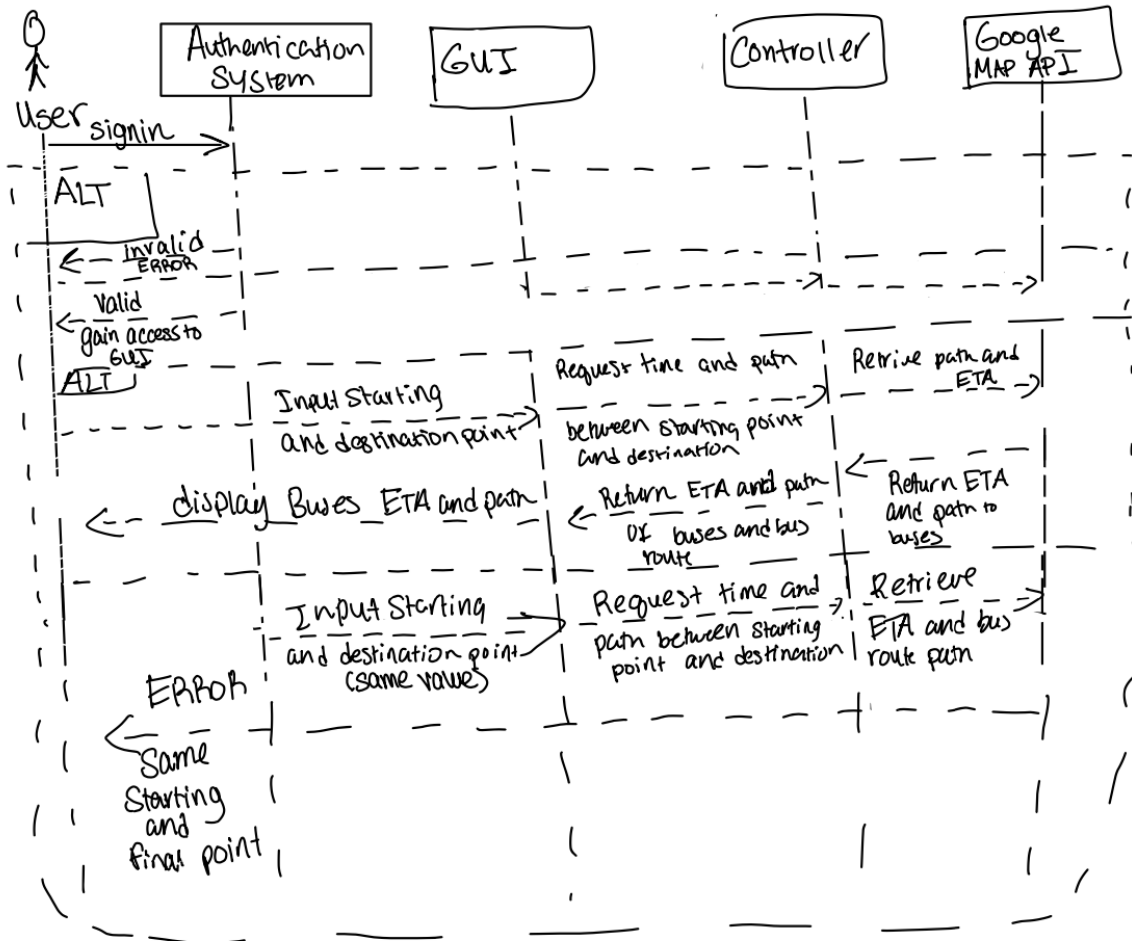 Authentication
SYStem
GUI
Controller
Google
MAP API
User
signin
ALT
Invalid
ERROR
Valid
gain access to
GUI
ALT
Input Starting
and destination point
Request time and path
between starting point
and destination
Retrive path and
ETA
Return ETA
and path to
buses
Return ETA and path
of buses and bus
route
display Buses ETA and path
Input Starting
and destination point
(same value)
Request time and
path between starting
point and destination
Retrieve
ETA and bus
route path
ERROR
Same
Starting
and
final point